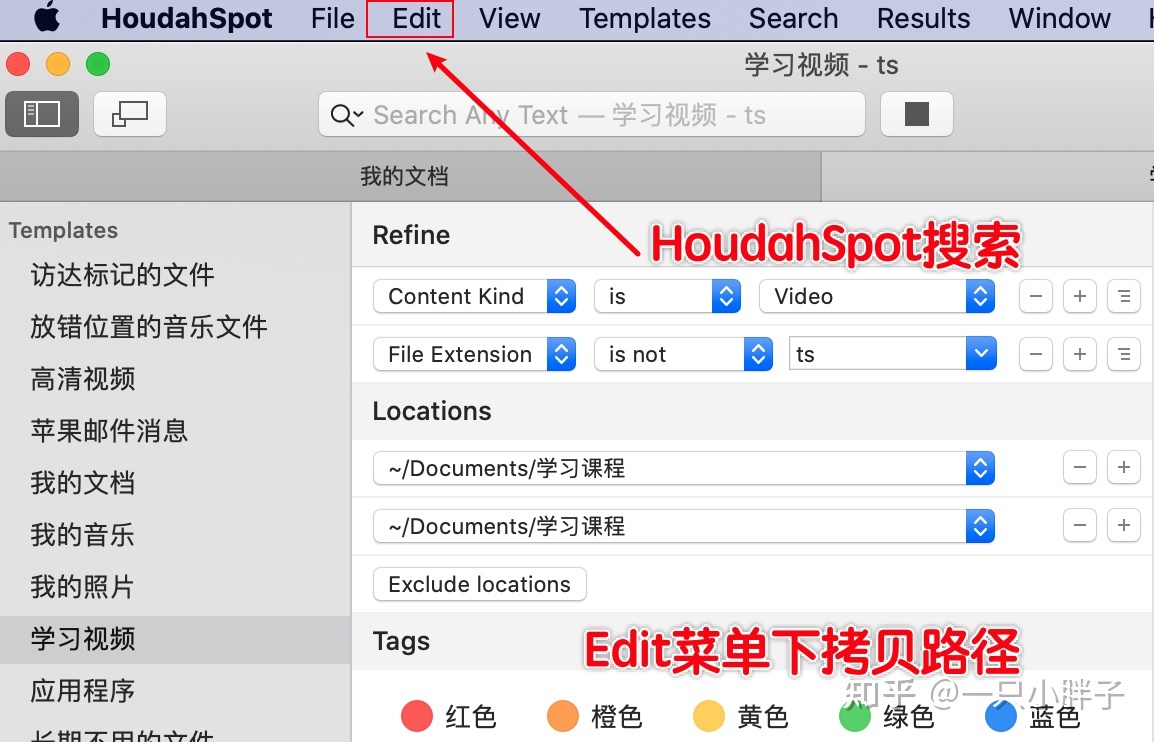 HoudahSpot File Edit View Templates Search Results Window
学习视频 - ts
Search Any Text — 学习视频 - ts
我的文档
Templates
访达标记的文件
放错位置的音乐文件
高清视频
苹果邮件消息
我的文档
我的音乐
我的照片
学习视频
应用程序
长期不用的文件
Refine
HoudahSpot搜索
Content Kind is Video
File Extension is not ts
Locations
~/Documents/学习课程
~/Documents/学习课程
Exclude locations
Tags
Edit菜单下拷贝路径
知乎 @一只小胖子
红色 橙色 黄色 绿色 蓝色